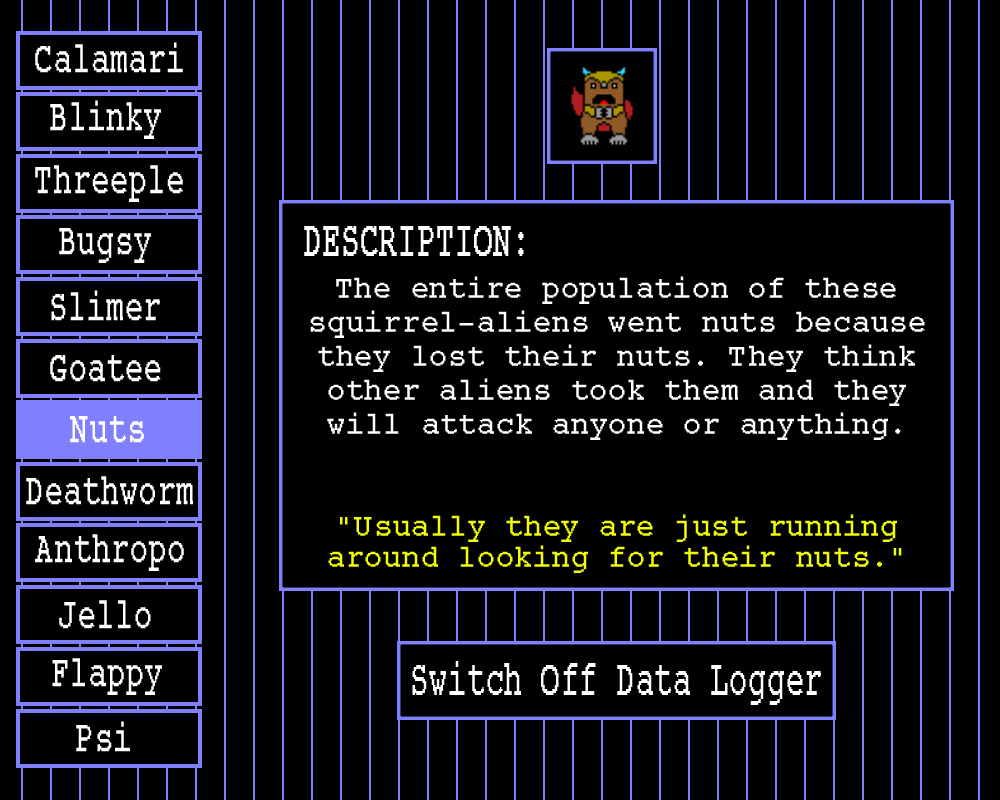 Calamari
Blinky
Threeple
Bugsy
Slimer
Goatee
Nuts
Deathworm
Anthropo
Jello
Flappy
Psi
DESCRIPTION:
The entire population of these
squirrel-aliens went nuts because
they lost their nuts. They think
other aliens took them and they
will attack anyone or anything.
"Usually they are just running
around looking for their nuts."
Switch Off Data Logger